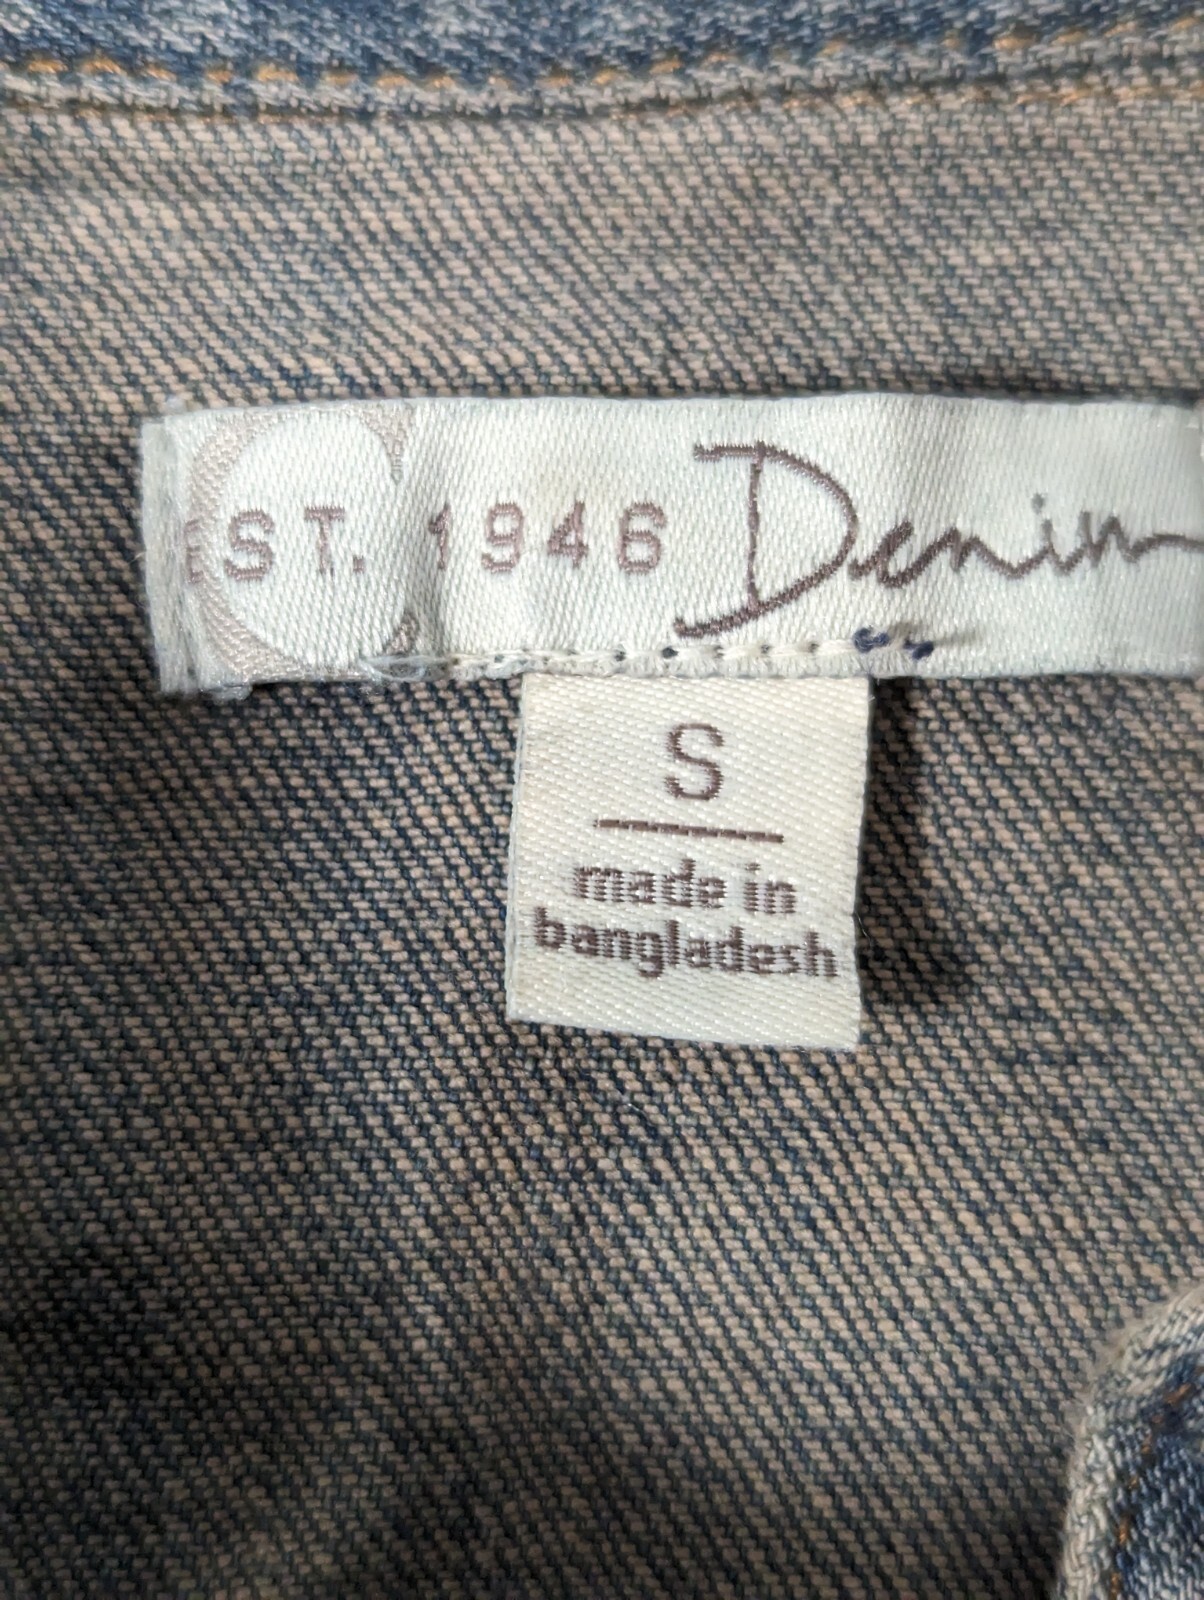 EST. 1946 Denim
S
made in
bangladesh